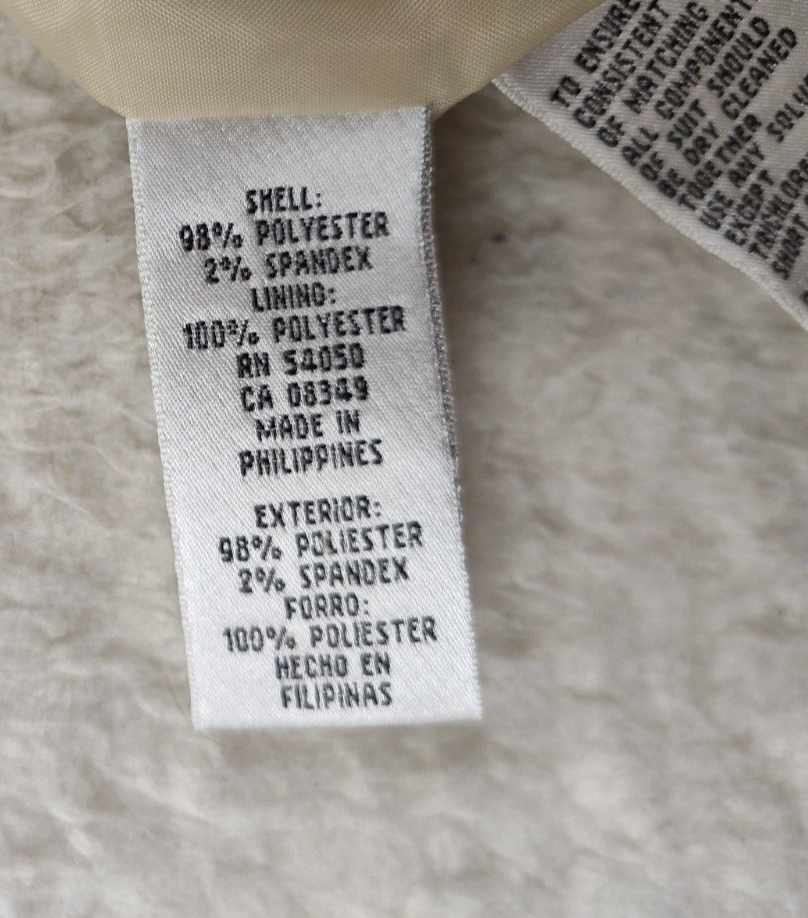 SHELL:
98% POLYESTER
2% SPANDEX
LINING:
100% POLYESTER
RN 54050
CA 08349
MADE IN
PHILIPPINES
EXTERIOR:
98% POLIESTER
2% SPANDEX
FORRO:
100% POLIESTER
HECHO EN
FILIPINAS
TO ENSURE
CONSISTENT
OF MATCHING
ALL COMPONENT
OF SUIT SHOULD
BE DRY CLEANED
TOGETHER
USE ANY
EXCEPT